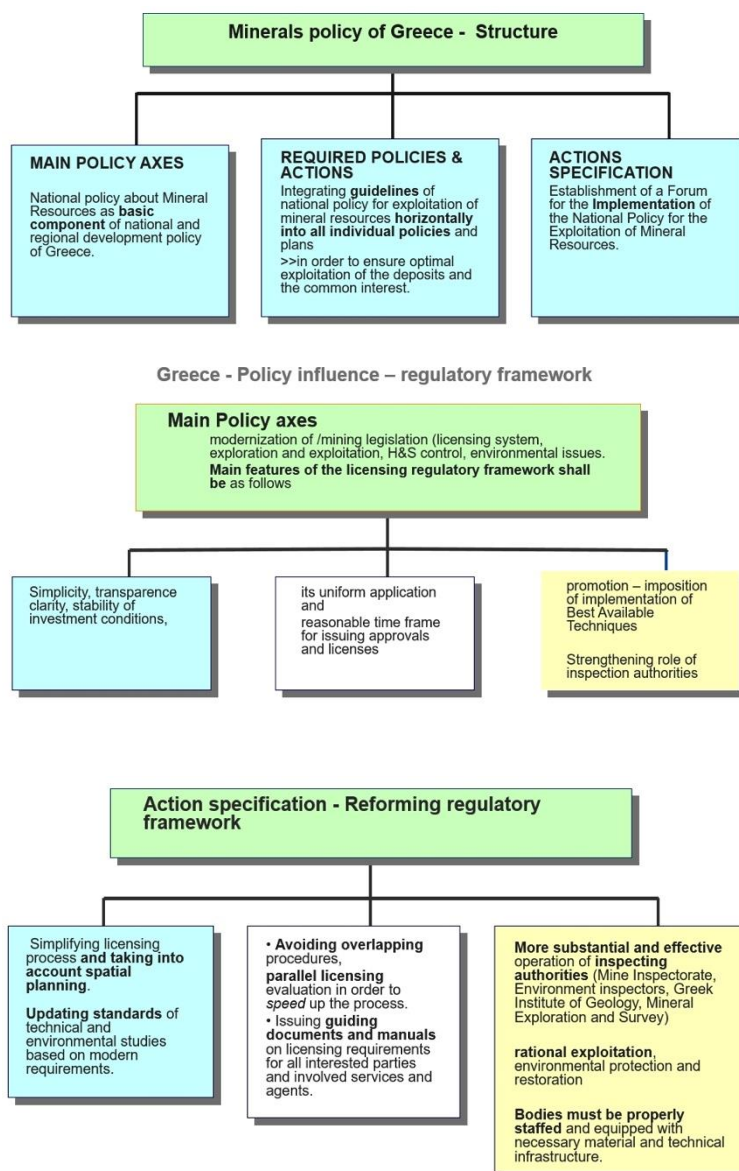 Minerals policy of Greece - Structure
MAIN POLICY AXES
National policy about Mineral
Resources as basic
component of national and
regional development policy
of Greece.
REQUIRED POLICIES &
ACTIONS
Integrating guidelines of
national policy for exploitation of
mineral resources horizontally
into all individual policies and
plans
>>in order to ensure optimal
exploitation of the deposits and
the common interest.
ACTIONS
SPECIFICATION
Establishment of a Forum
for the Implementation of
the National Policy for the
Exploitation of Mineral
Resources.
Greece - Policy influence – regulatory framework
Main Policy axes
modernization of /mining legislation (licensing system,
exploration and exploitation, H&S control, environmental issues.
Main features of the licensing regulatory framework shall
be as follows
Simplicity, transparence
clarity, stability of
investment conditions,
its uniform application
and
reasonable time frame
for issuing approvals
and licenses
promotion – imposition
of implementation of
Best Available
Techniques
Strengthening role of
inspection authorities
Action specification - Reforming regulatory
framework
Simplifying licensing
process and taking into
account spatial
planning.
Updating standards of
technical and
environmental studies
based on modern
requirements.
• Avoiding overlapping
procedures,
parallel licensing
evaluation in order to
speed up the process.
• Issuing guiding
documents and manuals
on licensing requirements
for all interested parties
and involved services and
agents.
More substantial and effective
operation of inspecting
authorities (Mine Inspectorate,
Environment inspectors, Greek
Institute of Geology, Mineral
Exploration and Survey)
rational exploitation,
environmental protection and
restoration
Bodies must be properly
staffed and equipped with
necessary material and technical
infrastructure.